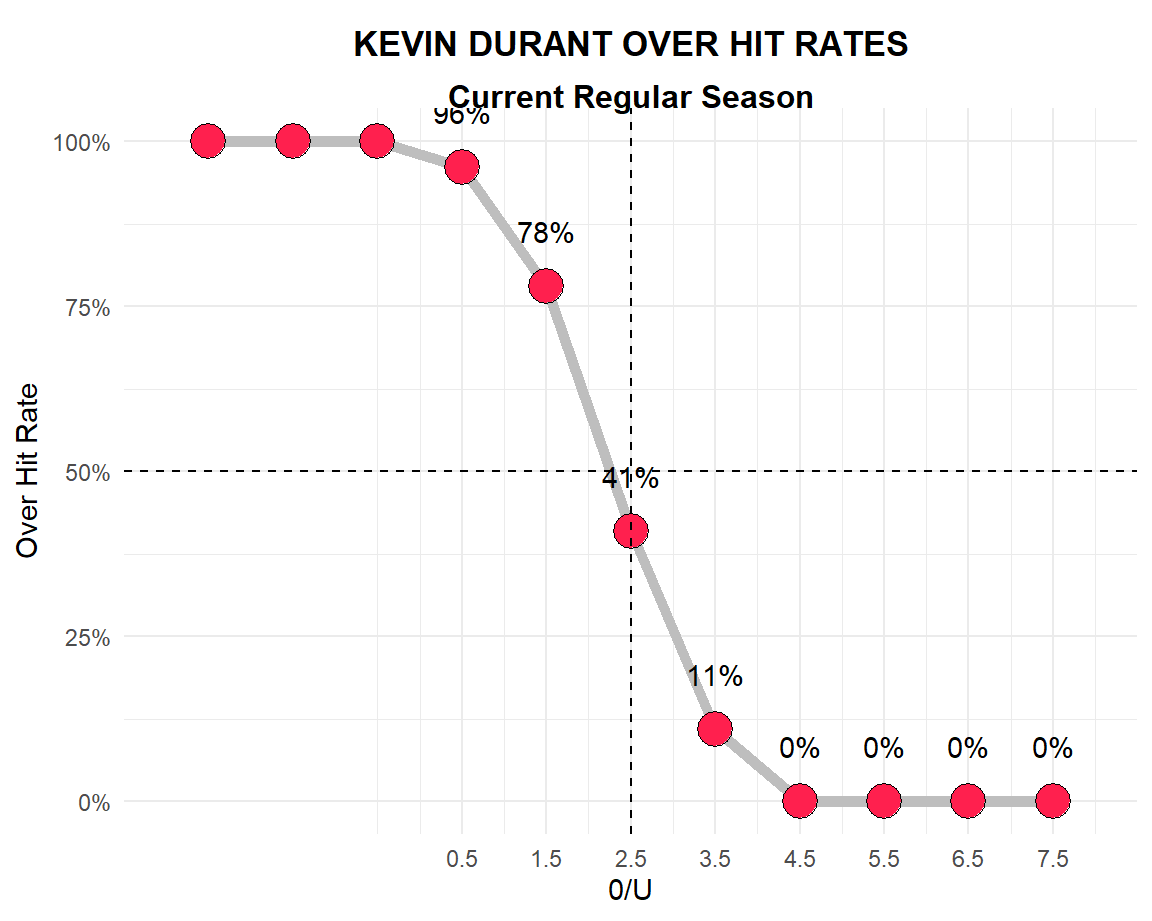 KEVIN DURANT OVER HIT RATES
Current Regular Season
96%
100%
78%
75%
50%
41%
25%
11%
0%
0% 0% 0% 0%
Over Hit Rate
0.5 1.5 2.5 3.5 4.5 5.5 6.5 7.5
0/U